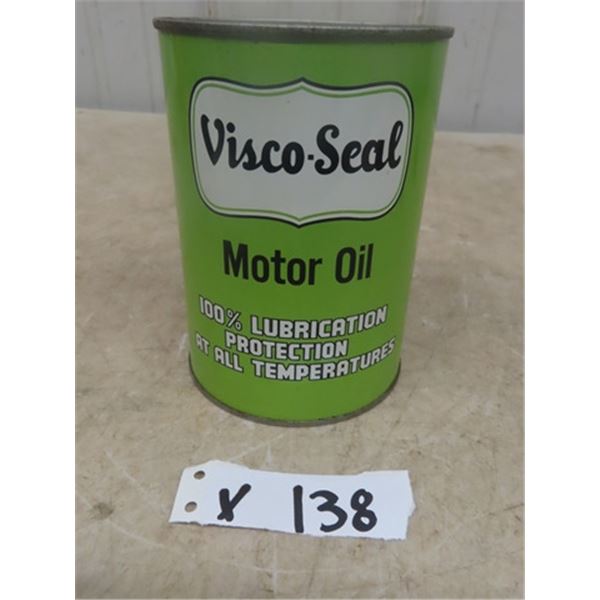 Visco-Seal
Motor Oil
100% LUBRICATION
PROTECTION
AT ALL TEMPERATURES
X 138